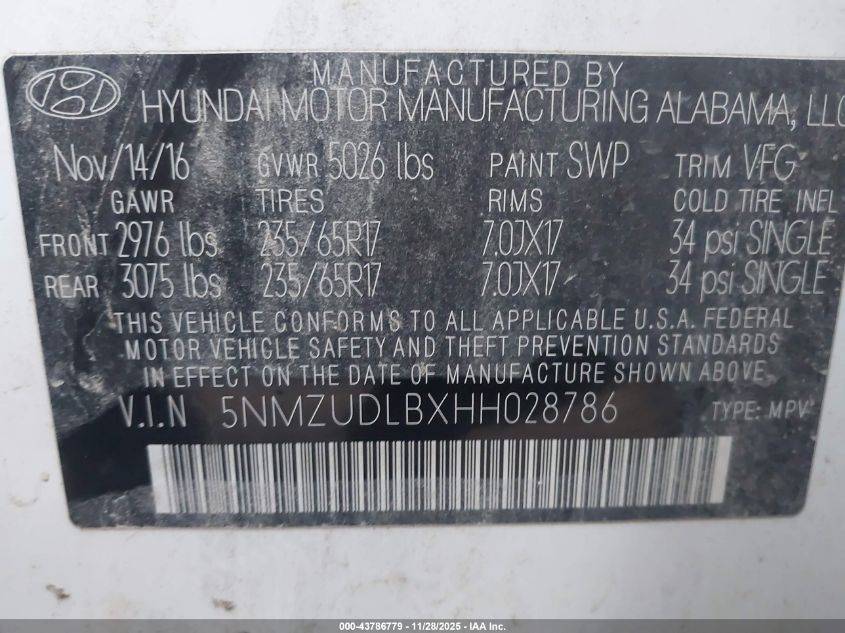 MANUFACTURED BY
HYUNDAI MOTOR MANUFACTURING ALABAMA, LLC
Nov/14/16 GVWR 5026 lbs PAINT SWP TRIM VFG
GAWR TIRES RIMS COLD TIRE INFL
FRONT 2976 lbs 235/65R17 7.0JX17 34 psi SINGLE
REAR 3075 lbs 235/65R17 7.0JX17 34 psi SINGLE
THIS VEHICLE CONFORMS TO ALL APPLICABLE U.S.A. FEDERAL
MOTOR VEHICLE SAFETY AND THEFT PREVENTION STANDARDS
IN EFFECT ON THE DATE OF MANUFACTURE SHOWN ABOVE.
V.I.N 5NMZUDLBXHH028786 TYPE: MPV
000-43786779 - 11/28/2025 - IAA Inc.